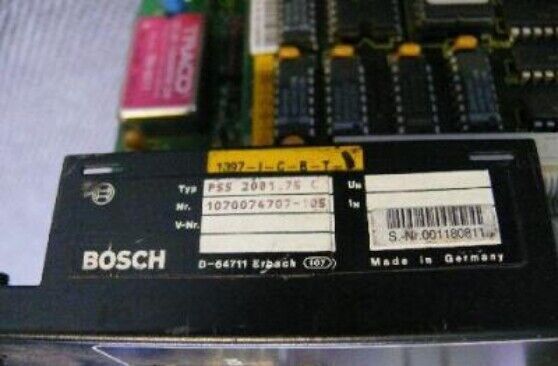 TRACO
1397-I-C-B-T-
Typ PSS 2001.75 C Un
Nr. 1070074707-105 In
V-Nr.
S.-Nr.001180811
BOSCH D-64711 Erbach (107) Made in Germany